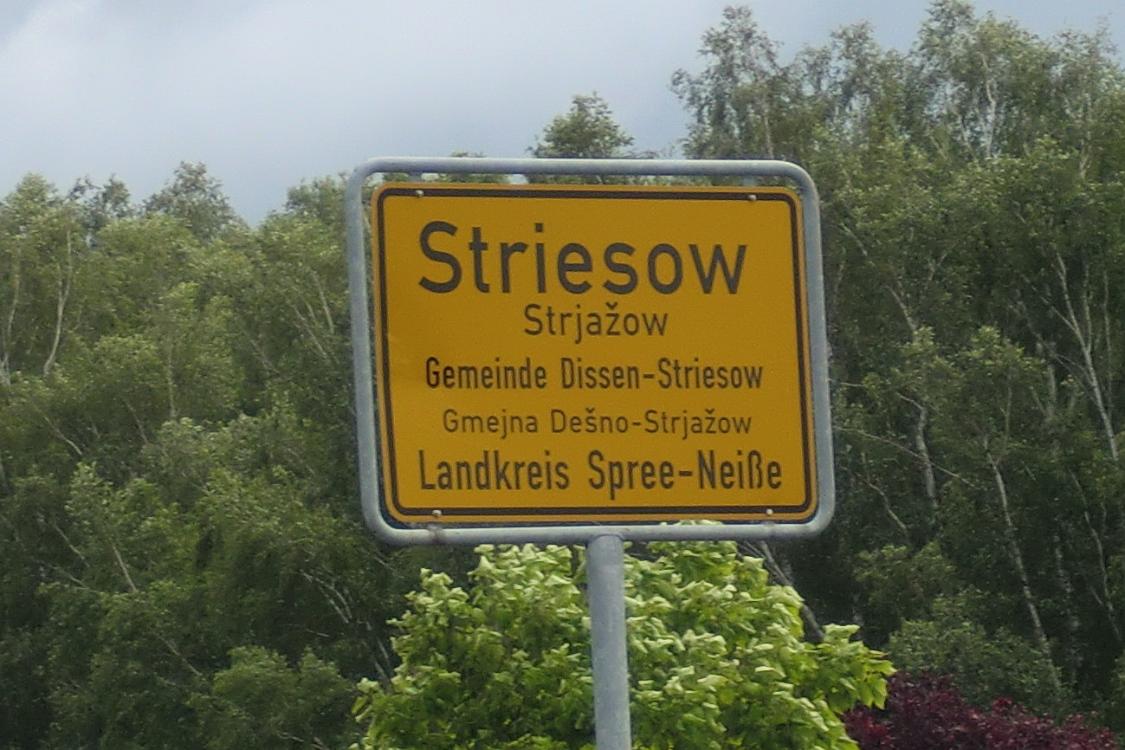 Striesow
Strjažow
Gemeinde Dissen-Striesow
Gmejna Dešno-Strjažow
Landkreis Spree-Neiße